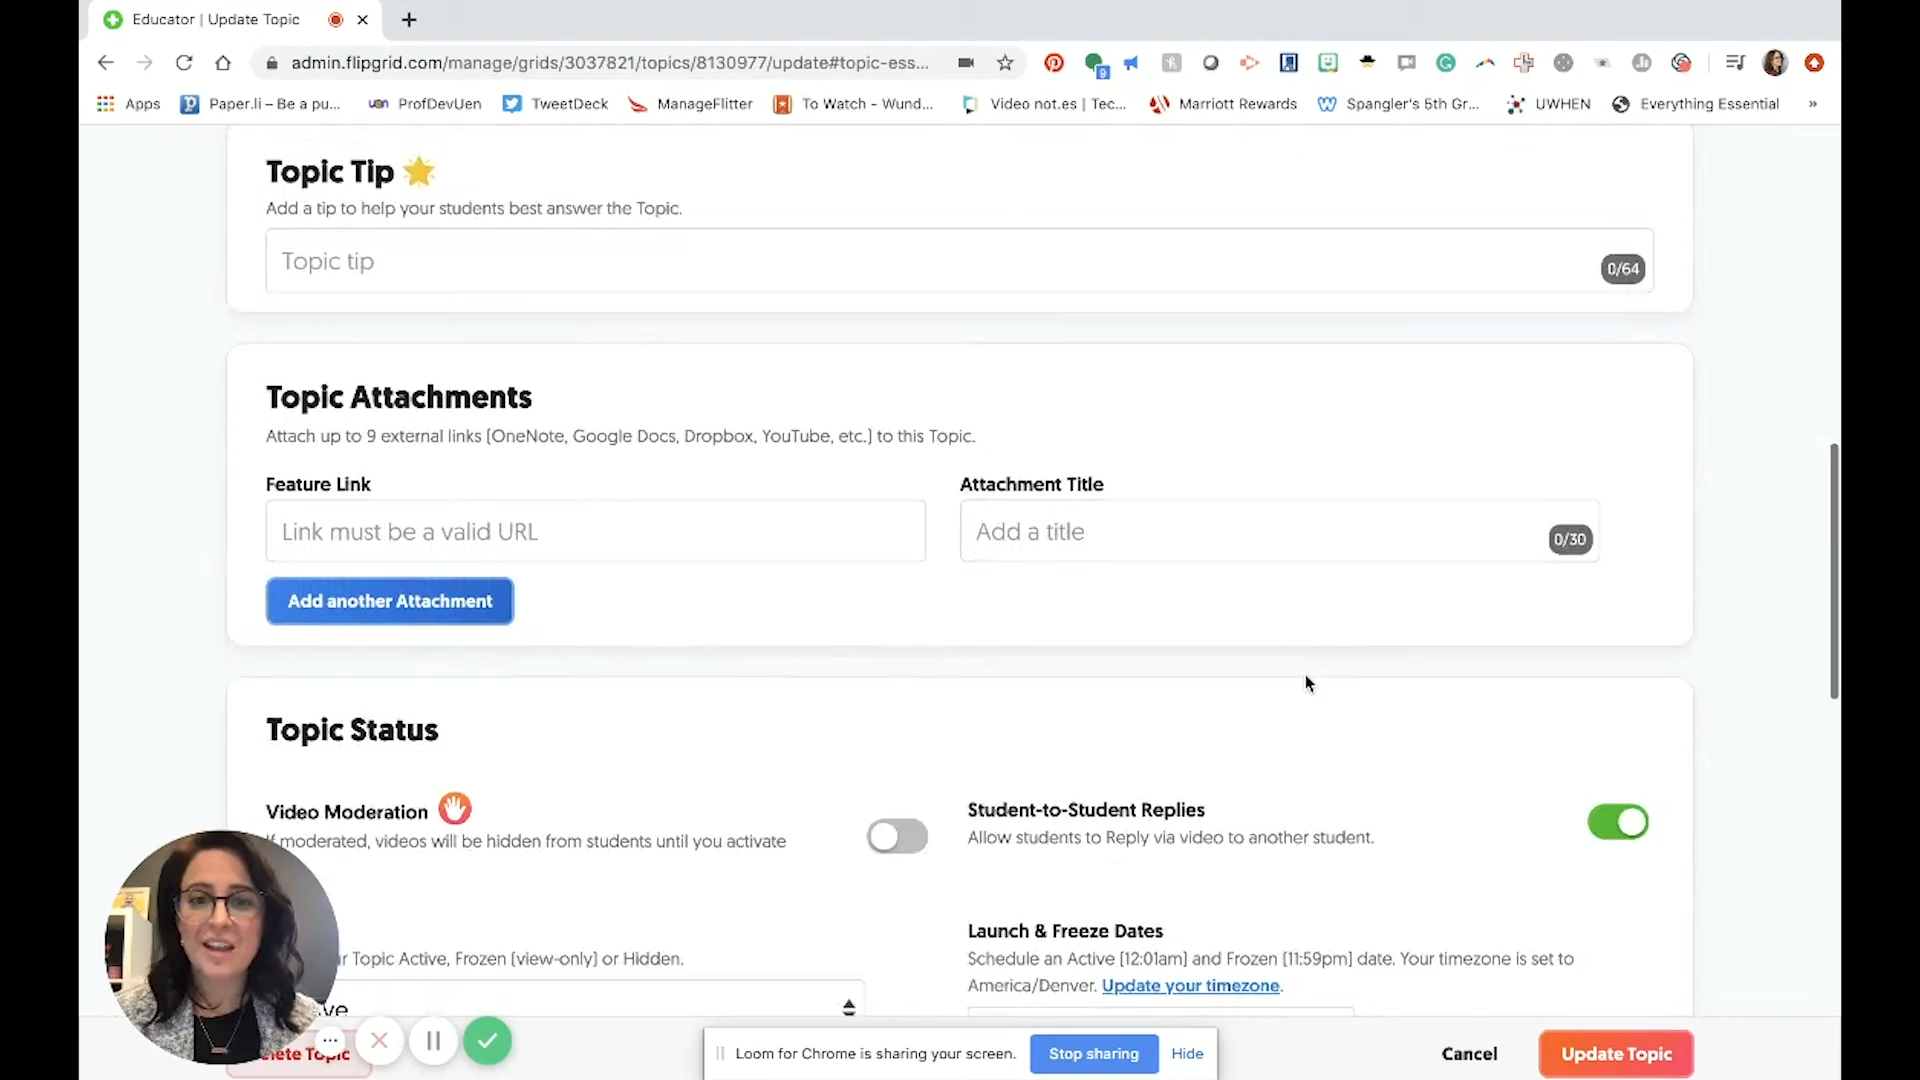 Educator | Update Topic
admin.flipgrid.com/manage/grids/3037821/topics/8130977/update#topic-ess...
9
Apps
Paper.li – Be a pu...
uen ProfDevUen
TweetDeck
ManageFlitter
To Watch - Wund...
Video not.es | Tec...
Marriott Rewards
Spangler's 5th Gr...
UWHEN
Everything Essential
»
Topic Tip
Add a tip to help your students best answer the Topic.
Topic tip
0/64
Topic Attachments
Attach up to 9 external links (OneNote, Google Docs, Dropbox, YouTube, etc.) to this Topic.
Feature Link
Attachment Title
Link must be a valid URL
Add a title
0/30
Add another Attachment
Topic Status
Video Moderation
If moderated, videos will be hidden from students until you activate
Student-to-Student Replies
Allow students to Reply via video to another student.
Launch & Freeze Dates
r Topic Active, Frozen (view-only) or Hidden.
Schedule an Active [12:01am] and Frozen [11:59pm] date. Your timezone is set to
America/Denver. Update your timezone.
ve
lete Topic
Loom for Chrome is sharing your screen.
Stop sharing
Hide
Cancel
Update Topic